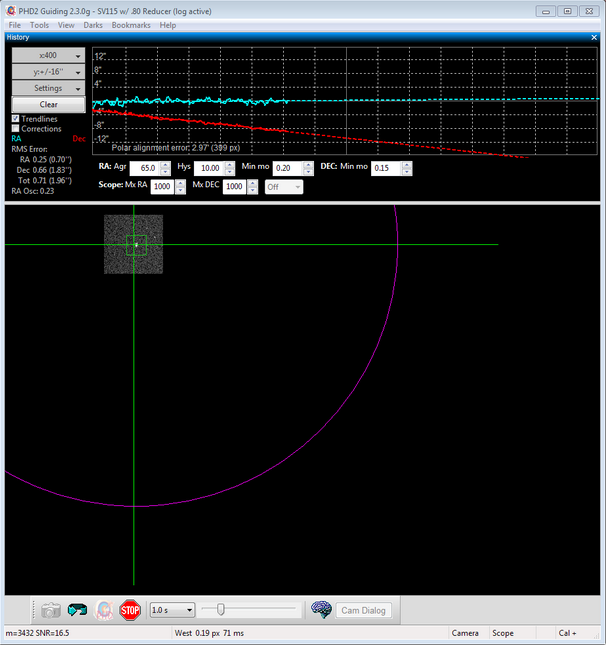 PHD2 Guiding 2.3.0g - SV115 w/ .80 Reducer (log active)
File Tools View Darks Bookmarks Help
History
x:400
y:+/-16''
Settings
Clear
Trendlines
Corrections
RA Dec
RMS Error:
RA 0.25 (0.70'')
Dec 0.66 (1.83'')
Tot 0.71 (1.96'')
RA Osc: 0.23
12''
8''
4''
-4''
-8''
-12''
Polar alignment error: 2.97' (399 px)
RA: Agr 65.0 Hys 10.00 Min mo 0.20 DEC: Min mo 0.15
Scope: Mx RA 1000 Mx DEC 1000 Off
STOP
1.0 s
Cam Dialog
m=3432 SNR=16.5 West 0.19 px 71 ms Camera Scope Cal +